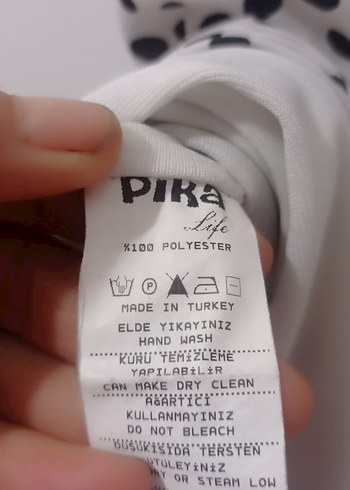 pika
Life
%100 POLYESTER
P
MADE IN TURKEY
ELDE YIKAYINIZ
HAND WASH
KURU TEMİZLEME
YAPILABİLİR
CAN MAKE DRY CLEAN
AĞARTICI
KULLANMAYINIZ
DO NOT BLEACH
DÜŞÜKISIDA TERSTEN
ÜTÜLEYİNİZ
DRY OR STEAM LOW